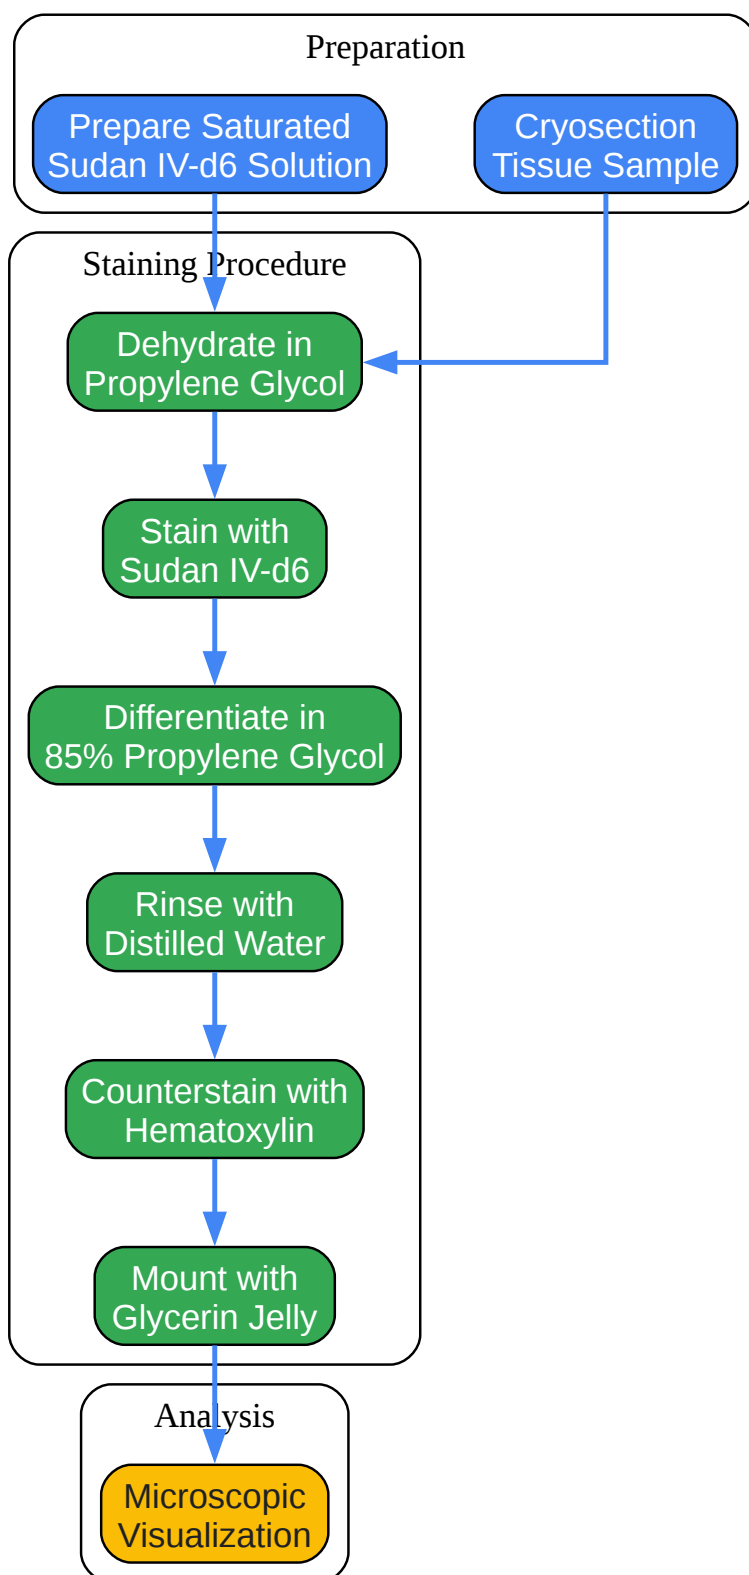 Preparation
Prepare Saturated
Sudan IV-d6 Solution
Cryosection
Tissue Sample
Staining Procedure
Dehydrate in
Propylene Glycol
Stain with
Sudan IV-d6
Differentiate in
85% Propylene Glycol
Rinse with
Distilled Water
Counterstain with
Hematoxylin
Mount with
Glycerin Jelly
Analysis
Microscopic
Visualization